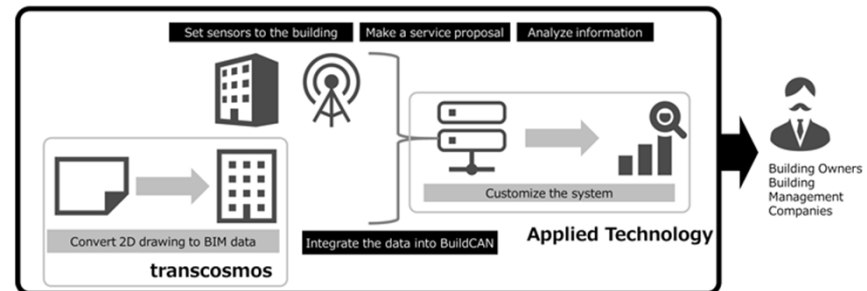 Set sensors to the building
Make a service proposal
Analyze information
Customize the system
Convert 2D drawing to BIM data
transcosmos
Integrate the data into BuildCAN
Applied Technology
Building Owners
Building
Management
Companies